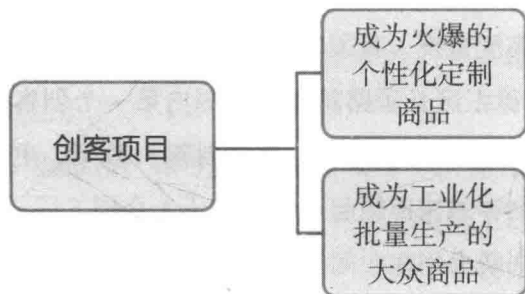 创客项目
成为火爆的
个性化定制
商品
成为工业化
批量生产的
大众商品